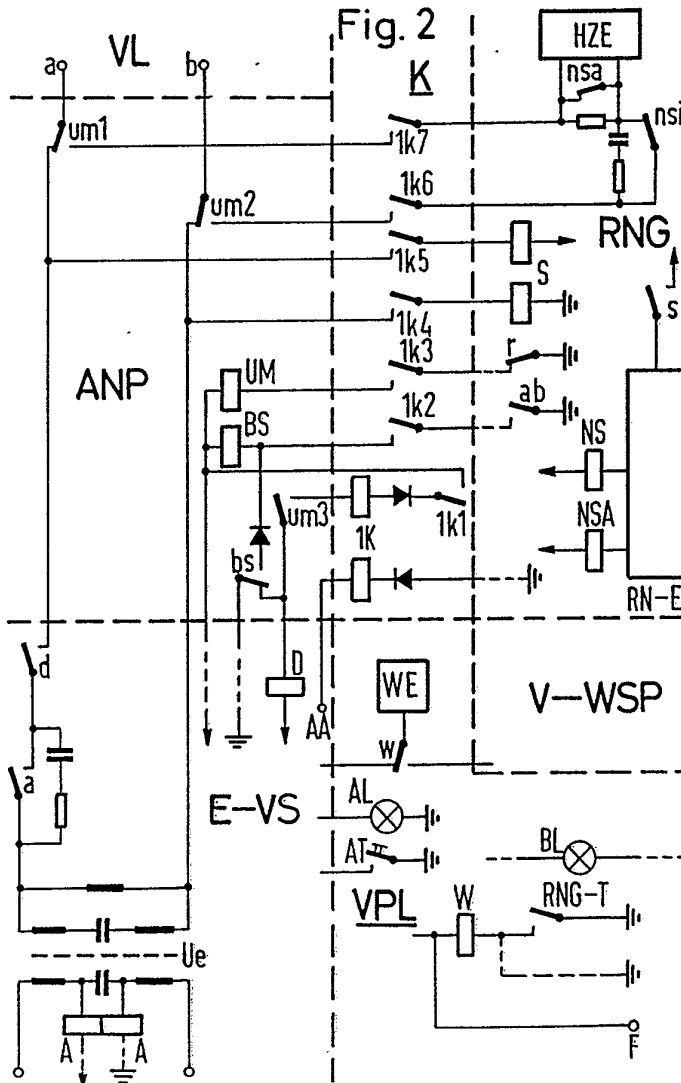 Fig. 2
VL
a
b
K
HZE
nsa
nsi
um1
1k7
um2
1k6
RNG
1k5
S
1k4
s
ANP
UM
1k3
r
BS
1k2
ab
NS
um3
1k1
NSA
1K
bs
RN-E
d
D
AA
WE
V-WSP
w
a
E-VS
AL
AT
BL
VPL
W
RNG-T
Ue
A
A
F